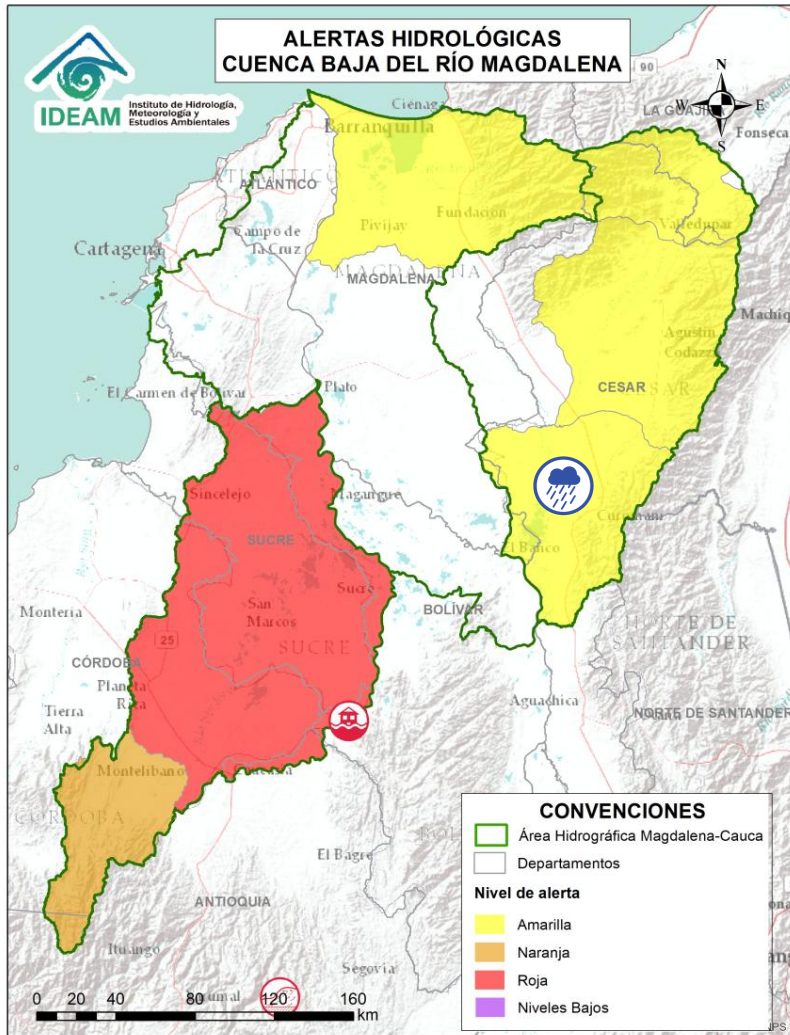 ALERTAS HIDROLÓGICAS
CUENCA BAJA DEL RÍO MAGDALENA
IDEAM
Instituto de Hidrología,
Meteorología y
Estudios Ambientales
N
W
E
S
90
Ciénaga
LA GUAJIRA
Barranquilla
Fonseca
ATLÁNTICO
ATLÁNTICO
Pivijay
Fundación
Valledupar
Campo de
la Cruz
Cartagena
MAGDALENA
MAGDALENA
Agustín
Codazzi
CESAR
Plato
El Carmen de Bolívar
Sincelejo
Magangué
SUCRE
El Banco
Sucre
San
Marcos
BOLÍVAR
Montería
SUCRE
NORTE DE
SANTANDER
25
CÓRDOBA
Planeta
Rica
Tierra
Alta
Aguachica
NORTE DE SANTANDER
Montelíbano
CÓRDOBA
El Bagre
ANTIOQUIA
Ituango
Segovia
0 20 40 80 120 160
km
CONVENCIONES
Área Hidrográfica Magdalena-Cauca
Departamentos
Nivel de alerta
Amarilla
Naranja
Roja
Niveles Bajos